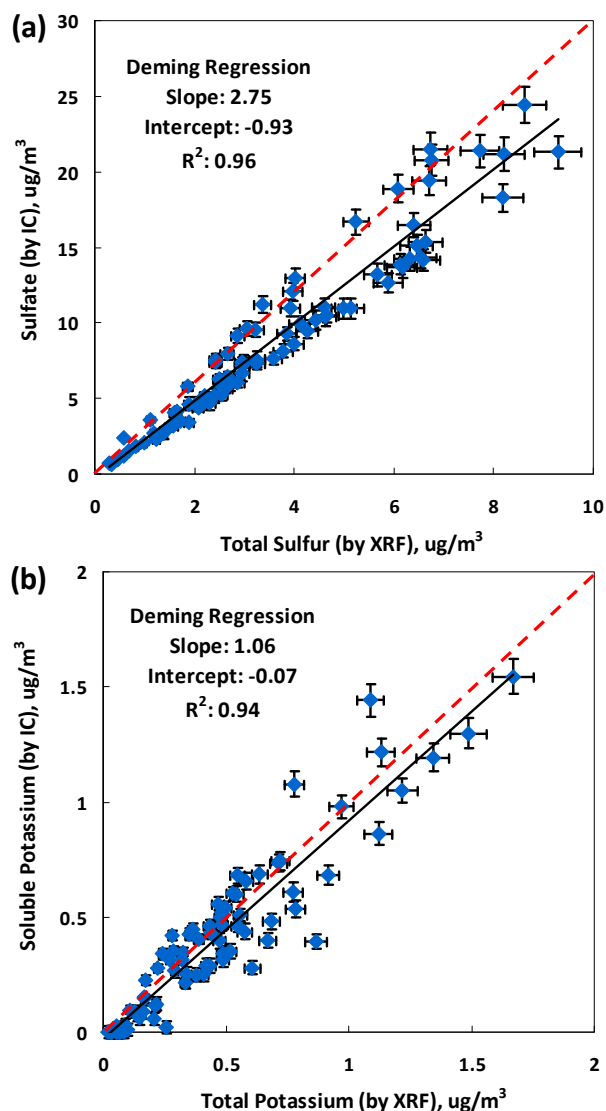 (a)
30
25
20
15
10
5
0
Sulfate (by IC), ug/m³
Deming Regression
Slope: 2.75
Intercept: -0.93
R²: 0.96
0 2 4 6 8 10
Total Sulfur (by XRF), ug/m³
(b)
2
1.5
1
0.5
0
Soluble Potassium (by IC), ug/m³
Deming Regression
Slope: 1.06
Intercept: -0.07
R²: 0.94
0 0.5 1 1.5 2
Total Potassium (by XRF), ug/m³